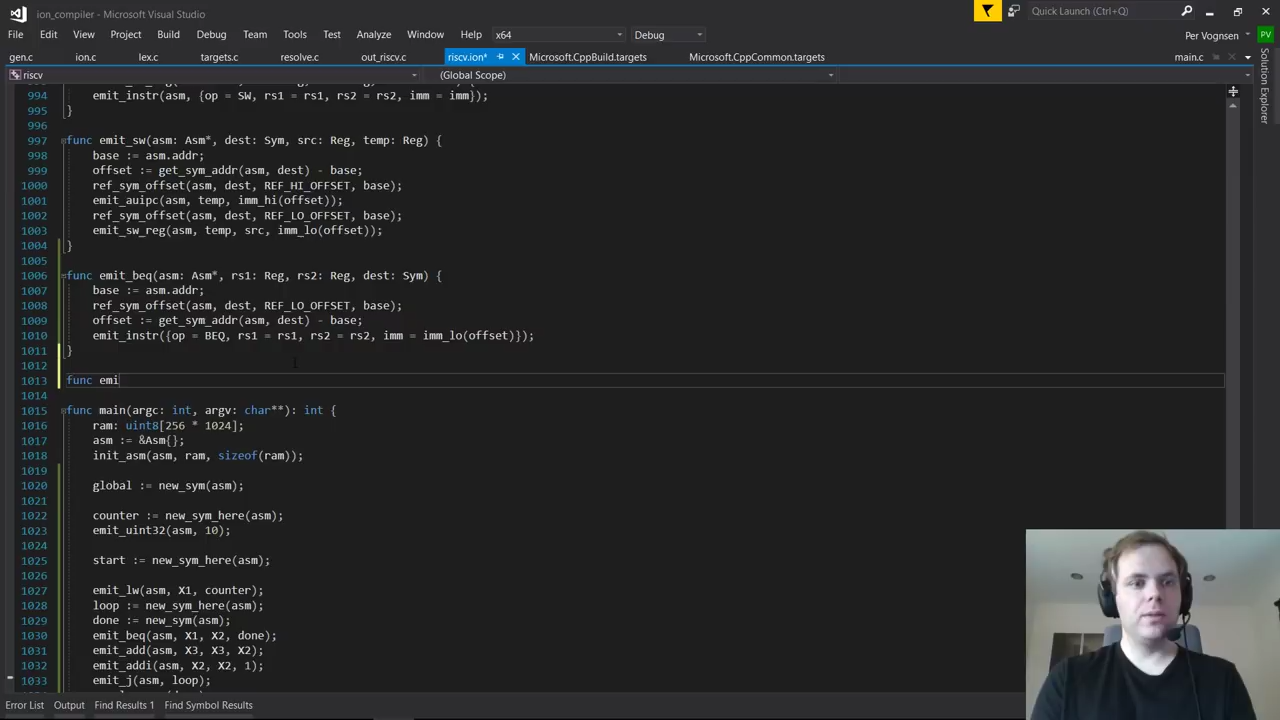 ion_compiler - Microsoft Visual Studio
Quick Launch (Ctrl+Q)
File Edit View Project Build Debug Team Tools Test Analyze Window Help x64 Debug Per Vognsen PV
gen.c ion.c lex.c targets.c resolve.c out_riscv.c riscv.ion* Microsoft.CppBuild.targets Microsoft.CppCommon.targets main.c
riscv (Global Scope)
Solution Explorer
994 emit_instr(asm, {op = SW, rs1 = rs1, rs2 = rs2, imm = imm});
995 }
996
997 func emit_sw(asm: Asm*, dest: Sym, src: Reg, temp: Reg) {
998 base := asm.addr;
999 offset := get_sym_addr(asm, dest) - base;
1000 ref_sym_offset(asm, dest, REF_HI_OFFSET, base);
1001 emit_auipc(asm, temp, imm_hi(offset));
1002 ref_sym_offset(asm, dest, REF_LO_OFFSET, base);
1003 emit_sw_reg(asm, temp, src, imm_lo(offset));
1004 }
1005
1006 func emit_beq(asm: Asm*, rs1: Reg, rs2: Reg, dest: Sym) {
1007 base := asm.addr;
1008 ref_sym_offset(asm, dest, REF_LO_OFFSET, base);
1009 offset := get_sym_addr(asm, dest) - base;
1010 emit_instr({op = BEQ, rs1 = rs1, rs2 = rs2, imm = imm_lo(offset)});
1011 }
1012
1013 func emi
1014
1015 func main(argc: int, argv: char**): int {
1016 ram: uint8[256 * 1024];
1017 asm := &Asm{};
1018 init_asm(asm, ram, sizeof(ram));
1019
1020 global := new_sym(asm);
1021
1022 counter := new_sym_here(asm);
1023 emit_uint32(asm, 10);
1024
1025 start := new_sym_here(asm);
1026
1027 emit_lw(asm, X1, counter);
1028 loop := new_sym_here(asm);
1029 done := new_sym(asm);
1030 emit_beq(asm, X1, X2, done);
1031 emit_add(asm, X3, X3, X2);
1032 emit_addi(asm, X2, X2, 1);
1033 emit_j(asm, loop);
Error List Output Find Results 1 Find Symbol Results